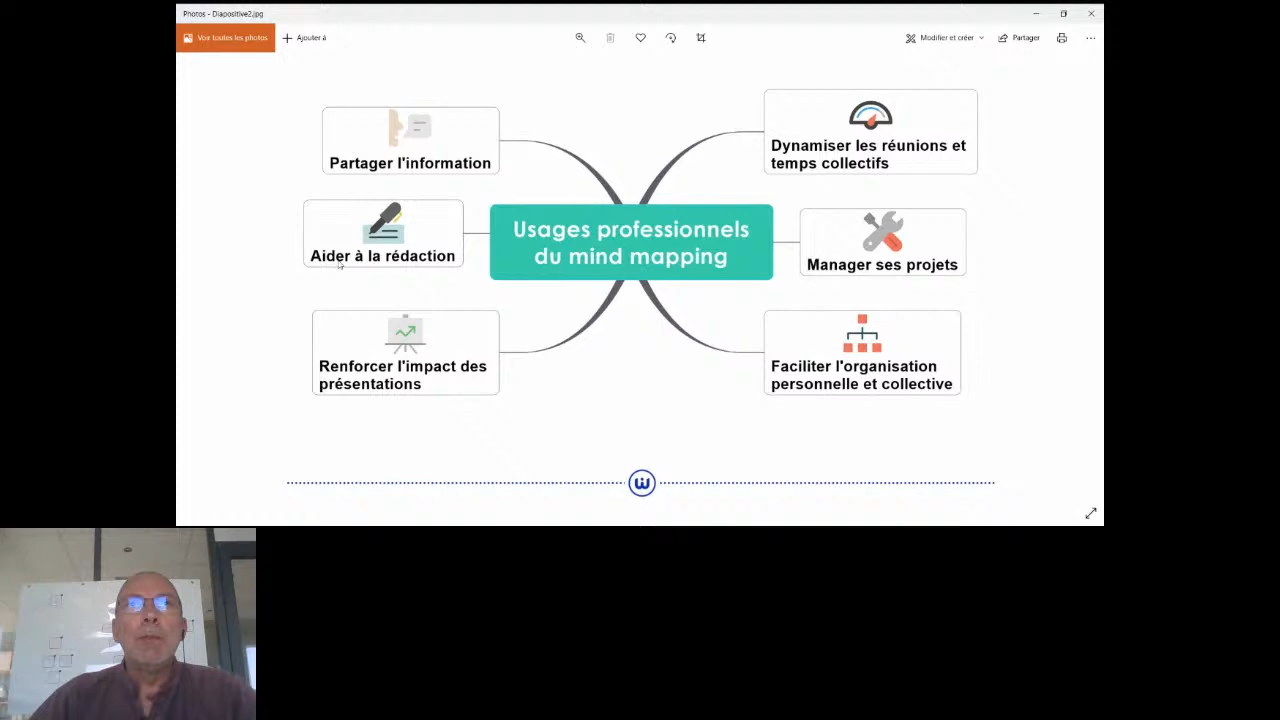 Photos - Diapositive2.jpg
Voir toutes les photos
Ajouter à
Modifier et créer
Partager
Partager l'information
Dynamiser les réunions et
temps collectifs
Aider à la rédaction
Usages professionnels
du mind mapping
Manager ses projets
Renforcer l'impact des
présentations
Faciliter l'organisation
personnelle et collective